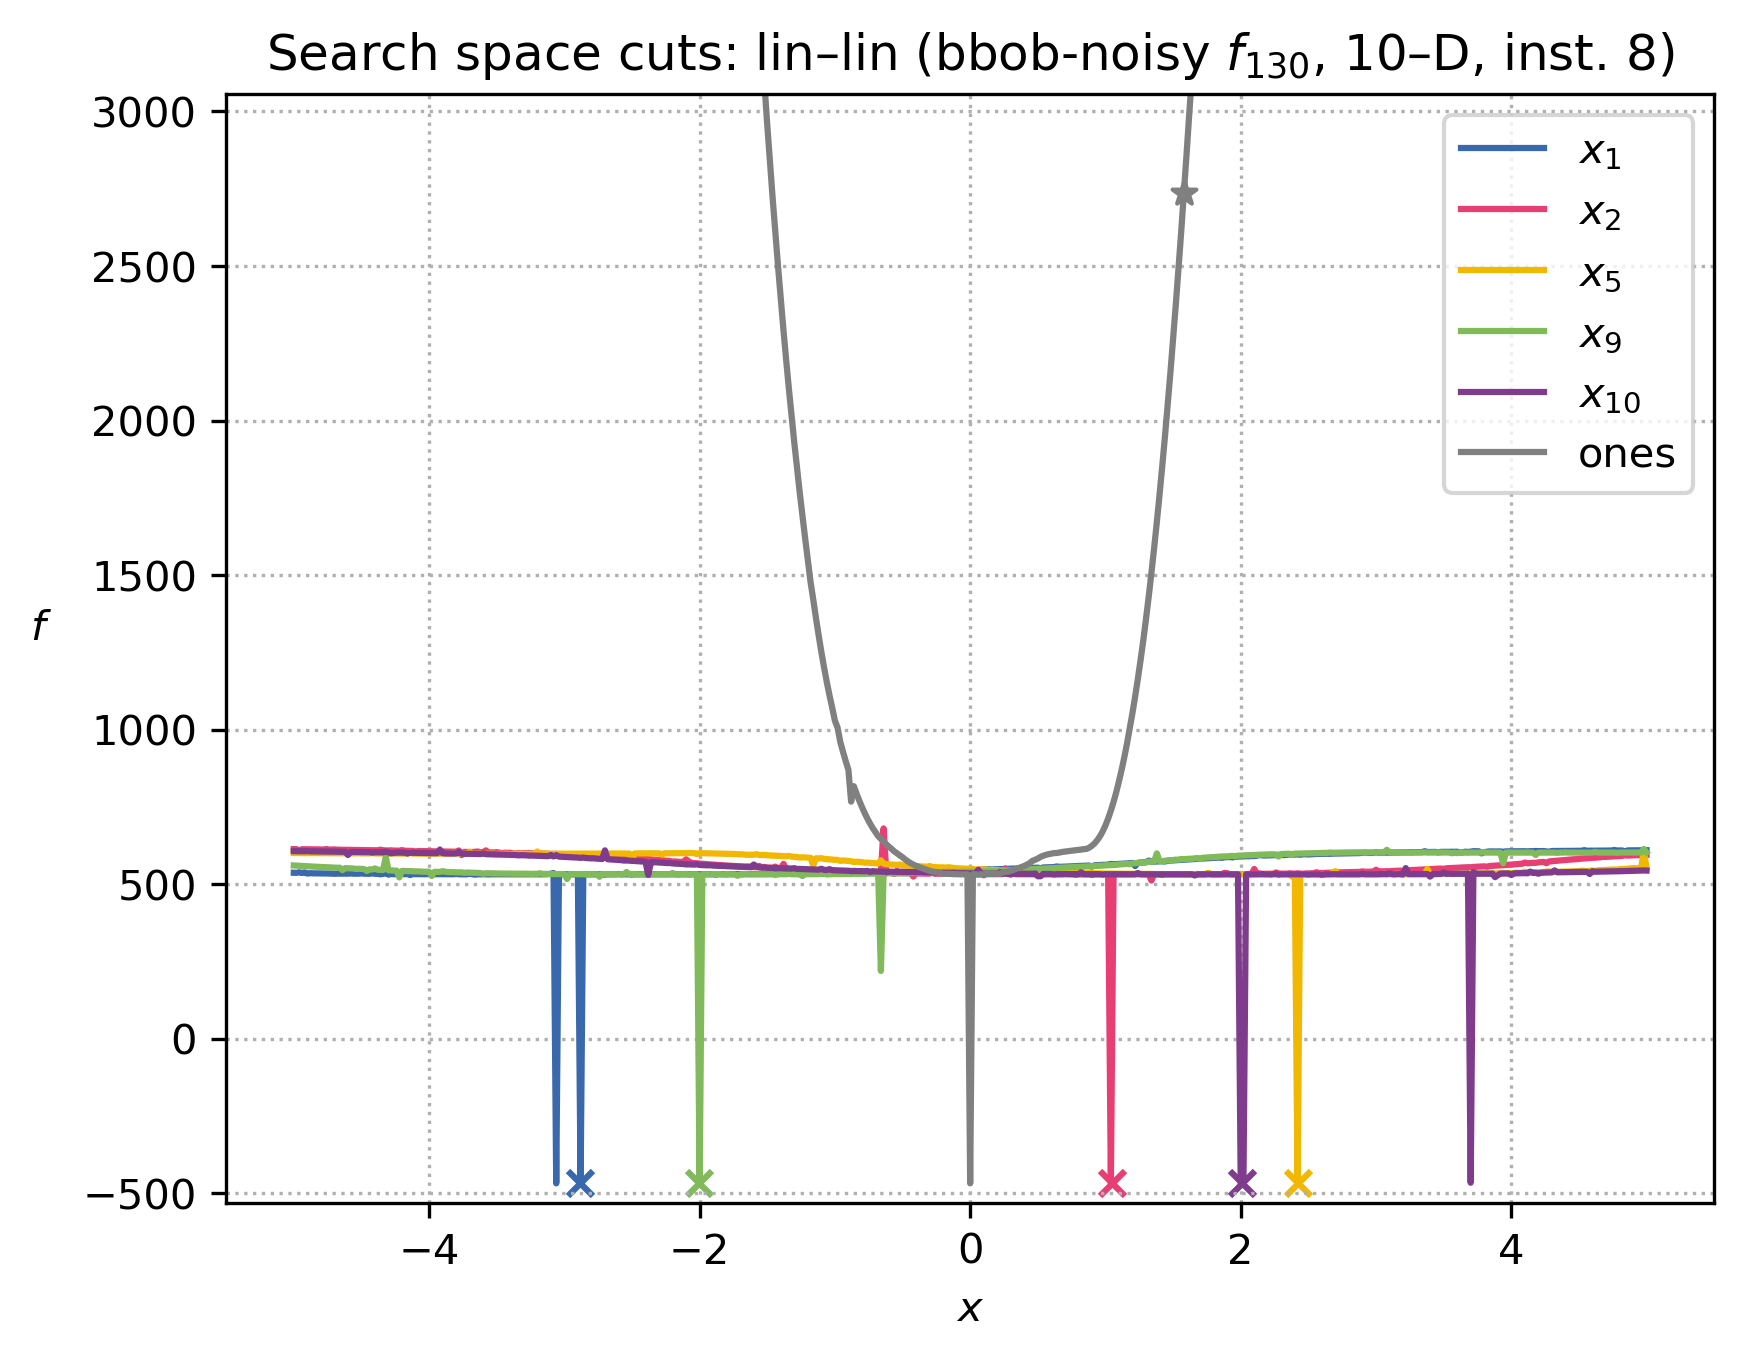 Search space cuts: lin–lin (bbob-noisy f₁₃₀, 10–D, inst. 8)
3000
2500
2000
1500
1000
500
0
−500
f
−4
−2
0
2
4
x
x₁
x₂
x₅
x₉
x₁₀
ones